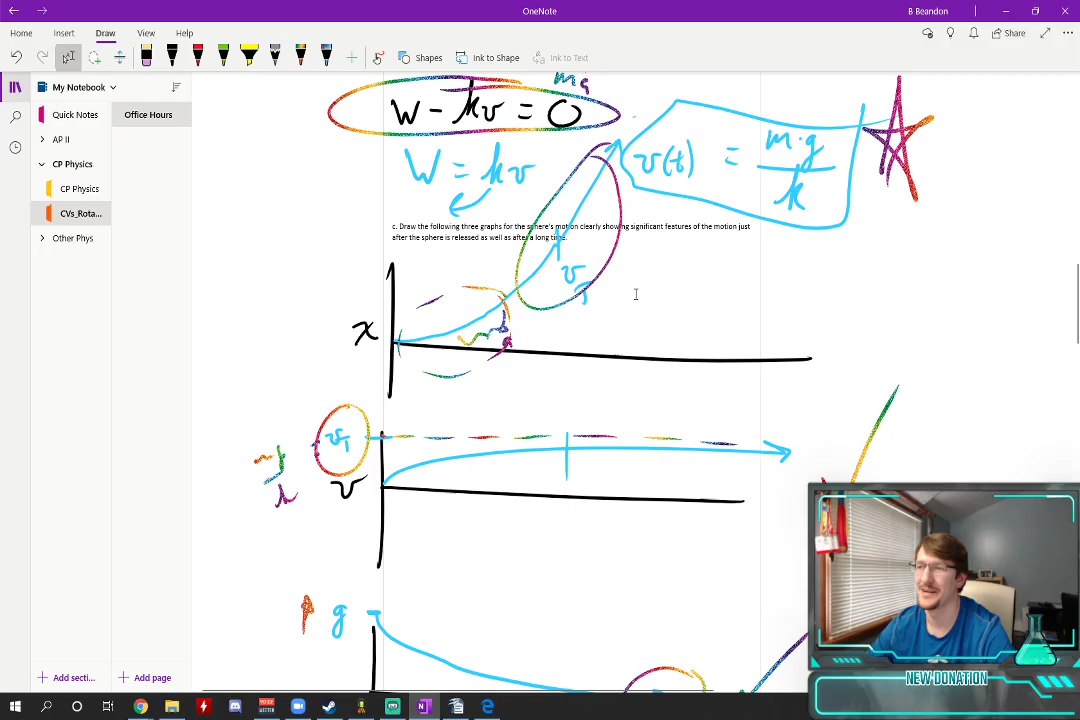 OneNote
B Beandon
Home
Insert
Draw
View
Help
Share
Shapes
Ink to Shape
Ink to Text
My Notebook
Quick Notes
AP II
CP Physics
CP Physics
CVs_Rota...
Other Phys
Office Hours
mg
W - kv = 0
W = kv
v(t) = m·g / k
c. Draw the following three graphs for the sphere's motion clearly showing significant features of the motion just
after the sphere is released as well as after a long time.
v
T
x
v T
v
g
NEW DONATION
Add secti...
Add page